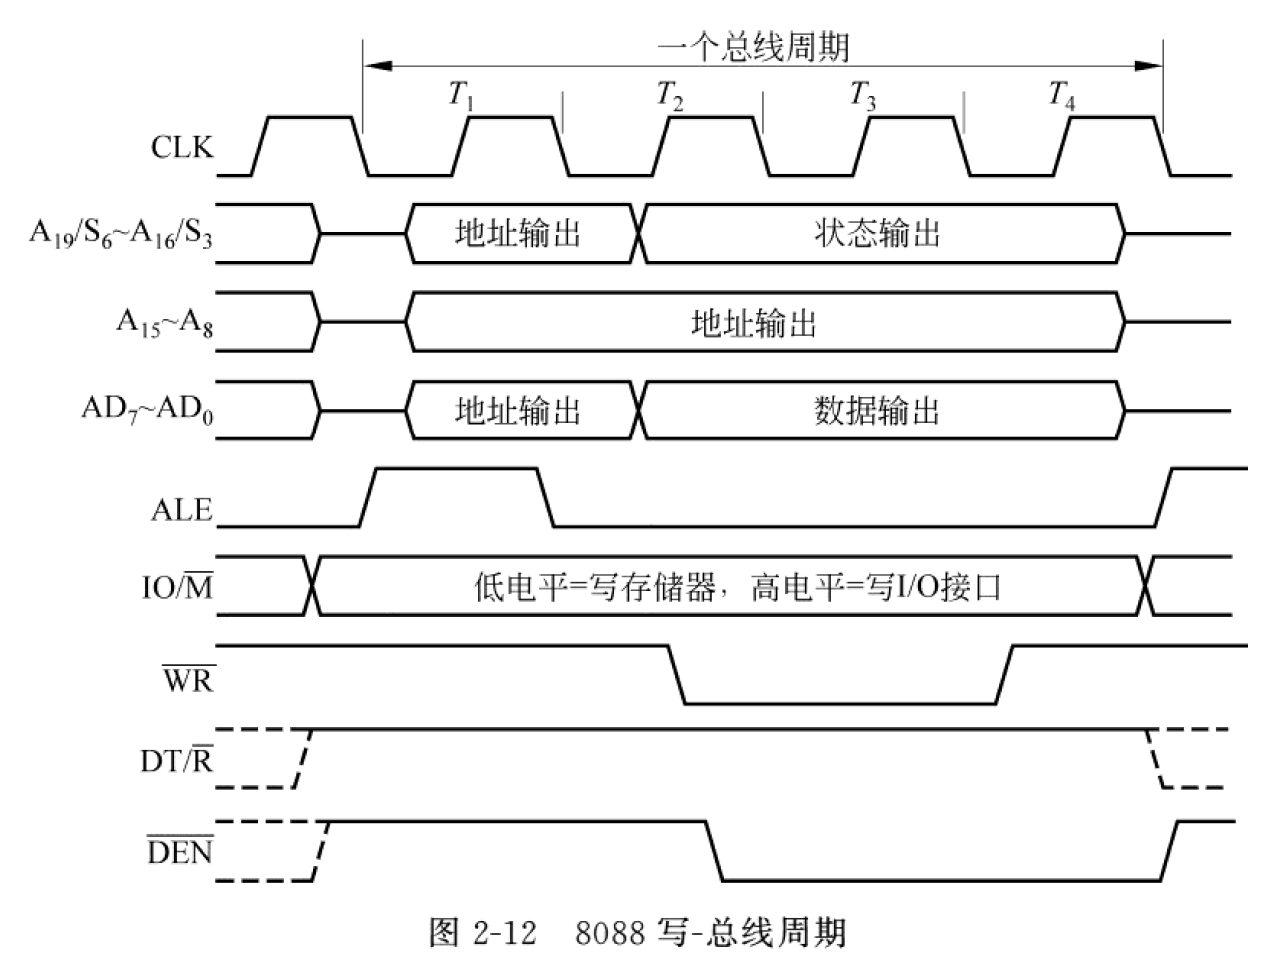 一个总线周期
T₁ T₂ T₃ T₄
CLK
A₁₉/S₆~A₁₆/S₃ 地址输出 状态输出
A₁₅~A₈ 地址输出
AD₇~AD₀ 地址输出 数据输出
ALE
IO/M̅ 低电平=写存储器，高电平=写I/O接口
W̅R̅
DT/R̅
D̅E̅N̅
图 2-12 8088 写-总线周期